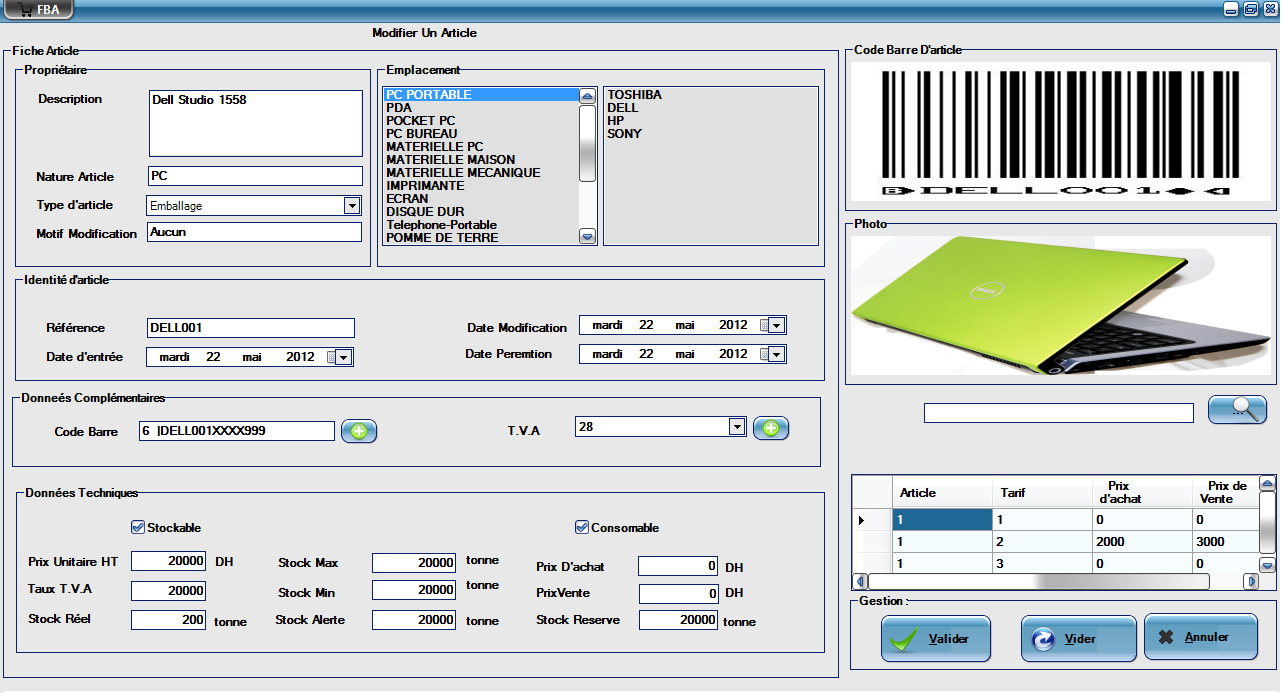 FBA
Modifier Un Article
Fiche Article
Propriétaire
Description
Dell Studio 1558
Nature Article
PC
Type d'article
Emballage
Motif Modification
Aucun
Emplacement
PC PORTABLE
PDA
POCKET PC
PC BUREAU
MATERIELLE PC
MATERIELLE MAISON
MATERIELLE MECANIQUE
IMPRIMANTE
ECRAN
DISQUE DUR
Telephone-Portable
POMME DE TERRE
TOSHIBA
DELL
HP
SONY
Identité d'article
Référence
DELL001
Date d'entrée
mardi 22 mai 2012
Date Modification
mardi 22 mai 2012
Date Peremtion
mardi 22 mai 2012
Donneés Complémentaires
Code Barre
6 |DELL001XXXX999
T.V.A
28
Données Techniques
Stockable
Consomable
Prix Unitaire HT 20000 DH
Stock Max 20000 tonne
Prix D'achat 0 DH
Taux T.V.A 20000
Stock Min 20000 tonne
PrixVente 0 DH
Stock Réel 200 tonne
Stock Alerte 20000 tonne
Stock Reserve 20000 tonne
Code Barre D'article
DELL001
Photo
DELL
...
Article Tarif Prix d'achat Prix de Vente
1 1 0 0
1 2 2000 3000
1 3 0 0
Gestion :
Valider
Vider
Annuler